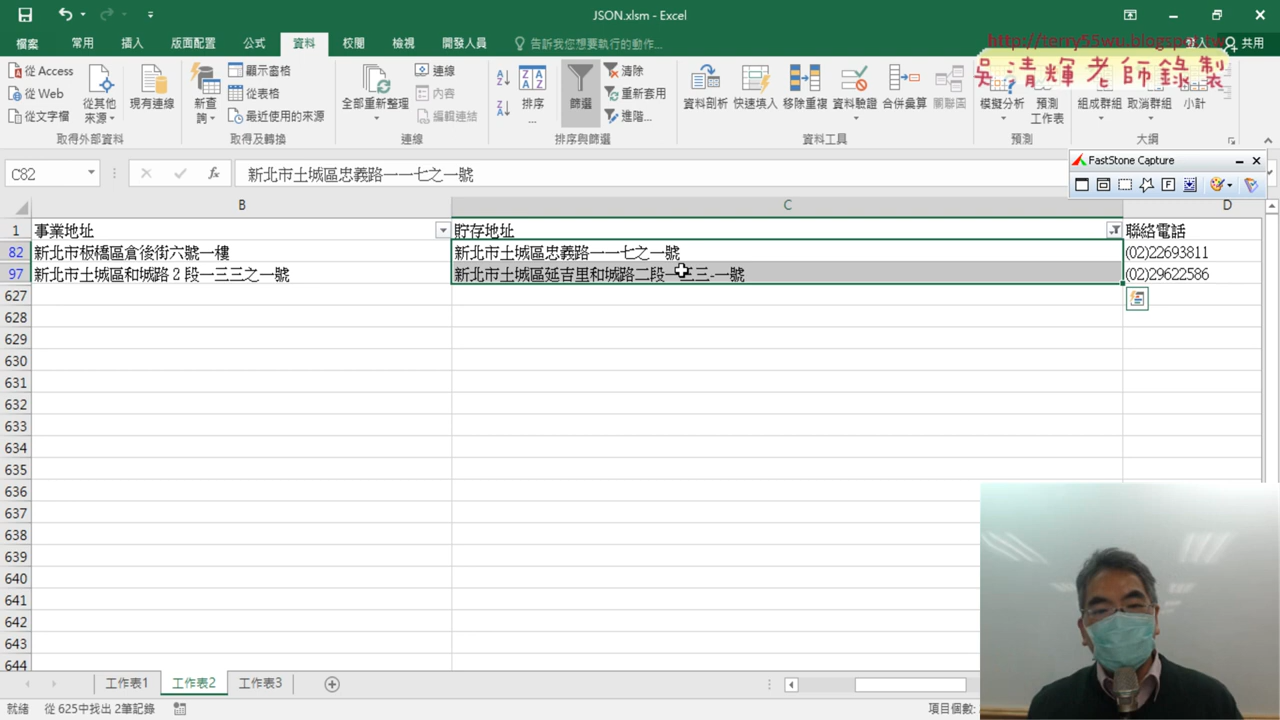 JSON.xlsm - Excel
檔案 常用 插入 版面配置 公式 資料 校閱 檢視 開發人員 告訴我您想要執行的動作... 登入 共用
http://terry55wu.blogspot.tw
吳清輝老師錄製
從 Access
從 Web
從文字檔
從其他來源
現有連線
取得外部資料
新查詢
顯示窗格
從表格
最近使用的來源
取得及轉換
全部重新整理
連線
內容
編輯連結
連線
排序...
篩選
清除
重新套用
進階...
排序與篩選
資料剖析 快速填入 移除重複 資料驗證 合併彙算 關聯圖
資料工具
模擬分析 預測工作表
預測
組成群組 取消群組 小計
大綱
FastStone Capture
C82
fx
新北市土城區忠義路一一七之一號
B C D
1 事業地址 貯存地址 聯絡電話
82 新北市板橋區倉後街六號一樓 新北市土城區忠義路一一七之一號 (02)22693811
97 新北市土城區和城路２段一三三之一號 新北市土城區延吉里和城路二段一三三-一號 (02)29622586
627
628
629
630
631
632
633
634
635
636
637
638
639
640
641
642
643
644
工作表1 工作表2 工作表3
就緒 從 625中找出 2筆記錄 項目個數: